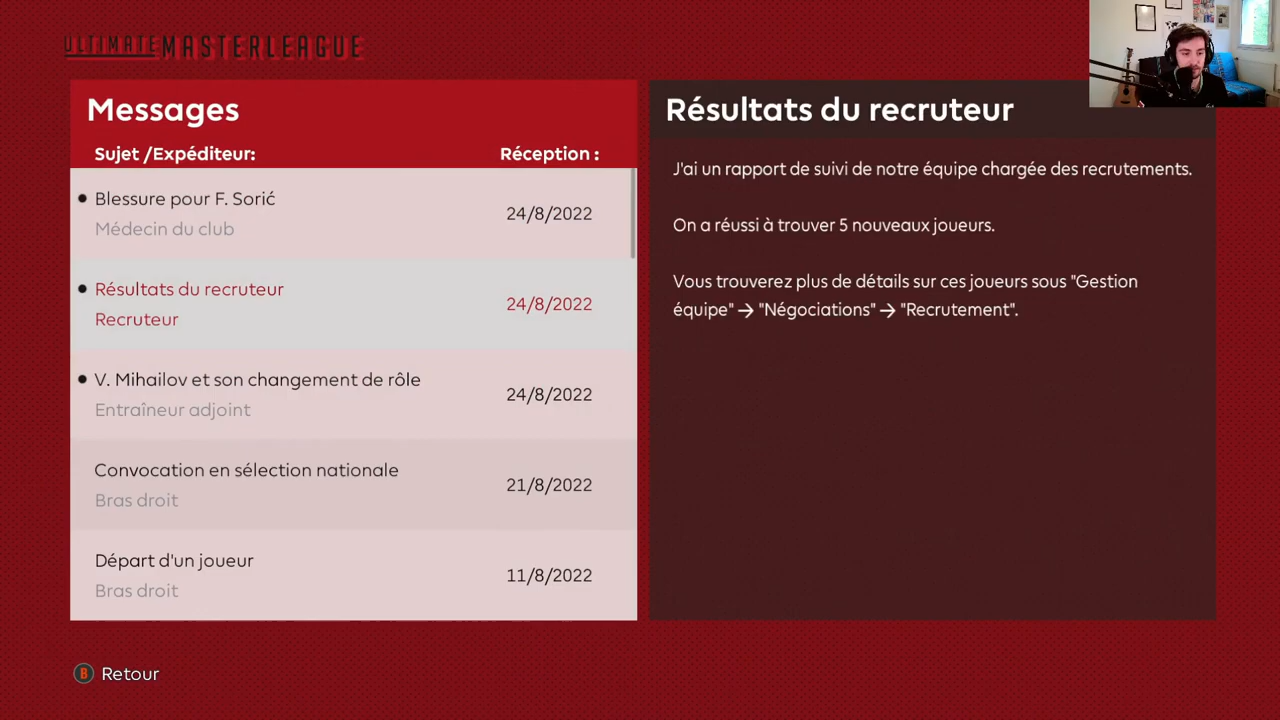 ULTIMATE MASTERLEAGUE
Messages
Sujet /Expéditeur:
Réception :
Blessure pour F. Sorić
Médecin du club
24/8/2022
Résultats du recruteur
Recruteur
24/8/2022
V. Mihailov et son changement de rôle
Entraîneur adjoint
24/8/2022
Convocation en sélection nationale
Bras droit
21/8/2022
Départ d'un joueur
Bras droit
11/8/2022
Résultats du recruteur
J'ai un rapport de suivi de notre équipe chargée des recrutements.
On a réussi à trouver 5 nouveaux joueurs.
Vous trouverez plus de détails sur ces joueurs sous "Gestion
équipe" → "Négociations" → "Recrutement".
B Retour